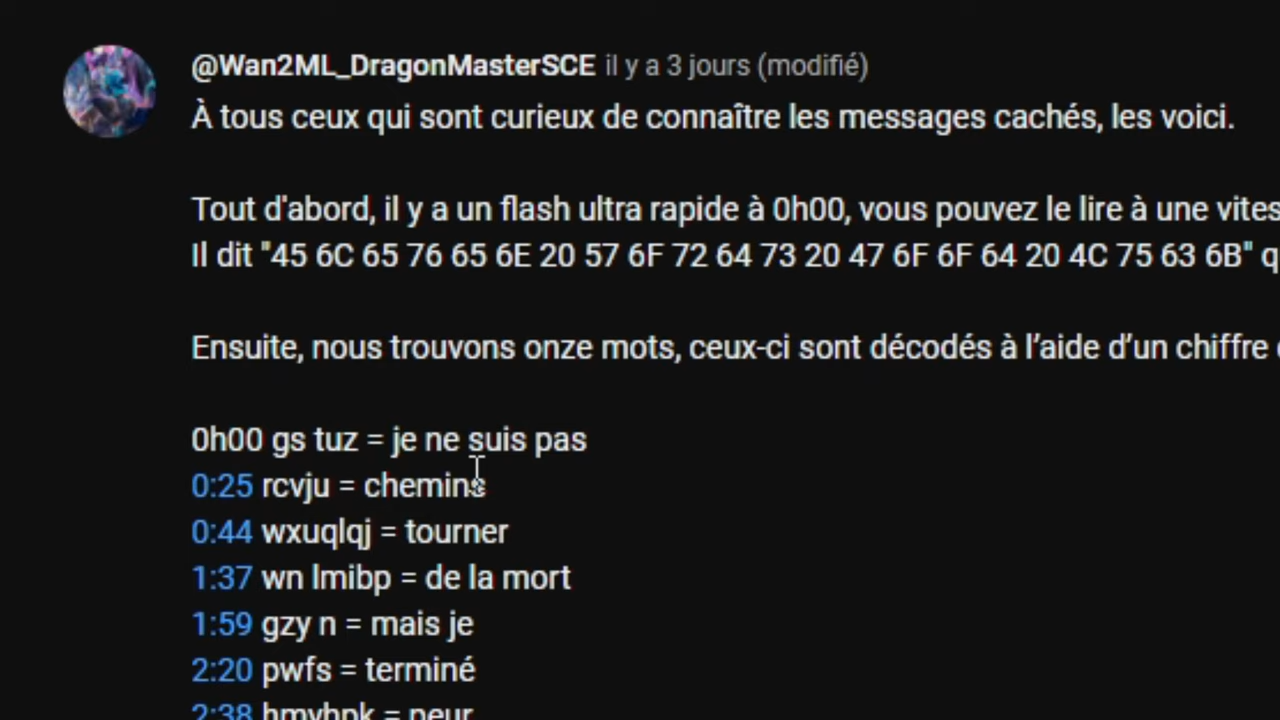 @Wan2ML_DragonMasterSCE il y a 3 jours (modifié)
À tous ceux qui sont curieux de connaître les messages cachés, les voici.
Tout d'abord, il y a un flash ultra rapide à 0h00, vous pouvez le lire à une
Il dit "45 6C 65 76 65 6E 20 57 6F 72 64 73 20 47 6F 6F 64 20 4C 75 63 6B"
Ensuite, nous trouvons onze mots, ceux-ci sont décodés à l’aide d’un chiffre
0h00 gs tuz = je ne suis pas
0:25 rcvju = chemins
0:44 wxuqlqj = tourner
1:37 wn lmibp = de la mort
1:59 gzy n = mais je
2:20 pwfs = terminé
2:38 hmvhpk = peur